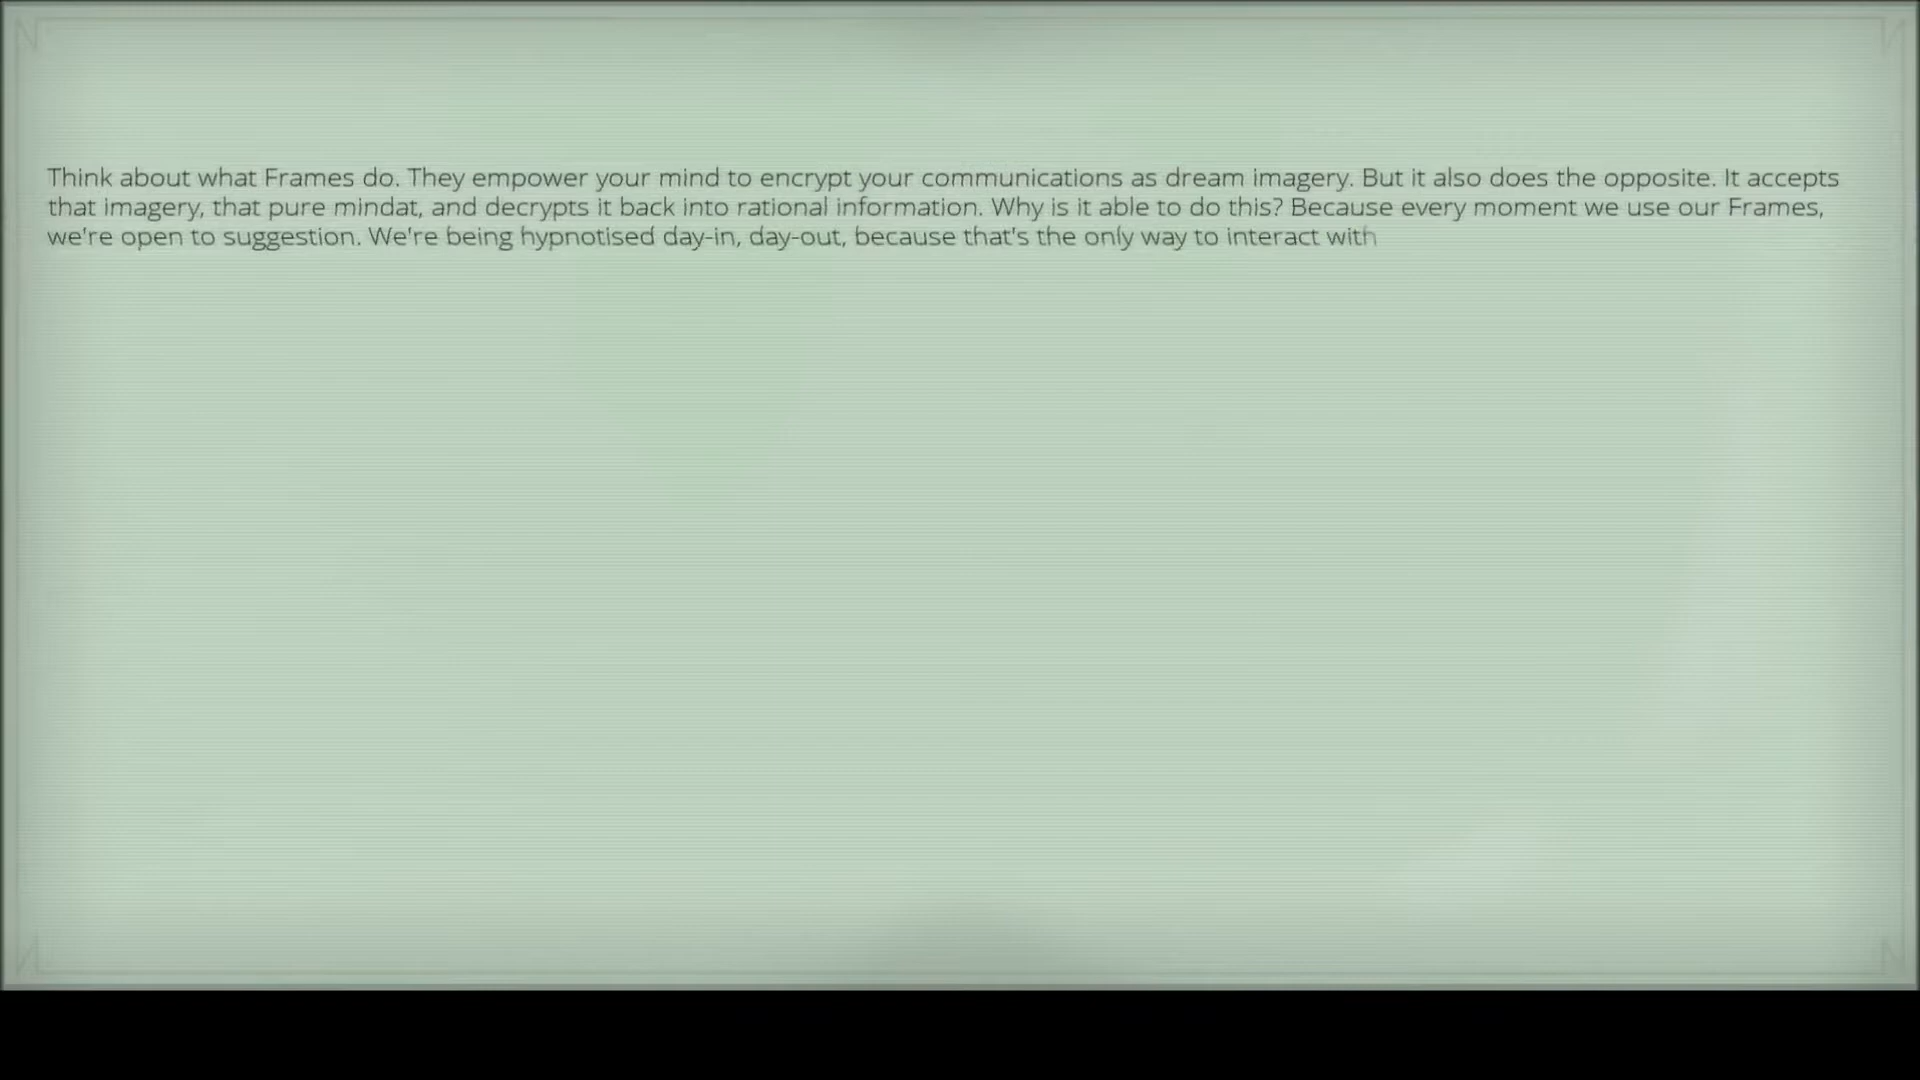 Think about what Frames do. They empower your mind to encrypt your communications as dream imagery. But it also does the opposite. It accepts
that imagery, that pure mindat, and decrypts it back into rational information. Why is it able to do this? Because every moment we use our Frames,
we're open to suggestion. We're being hypnotised day-in, day-out, because that's the only way to interact with